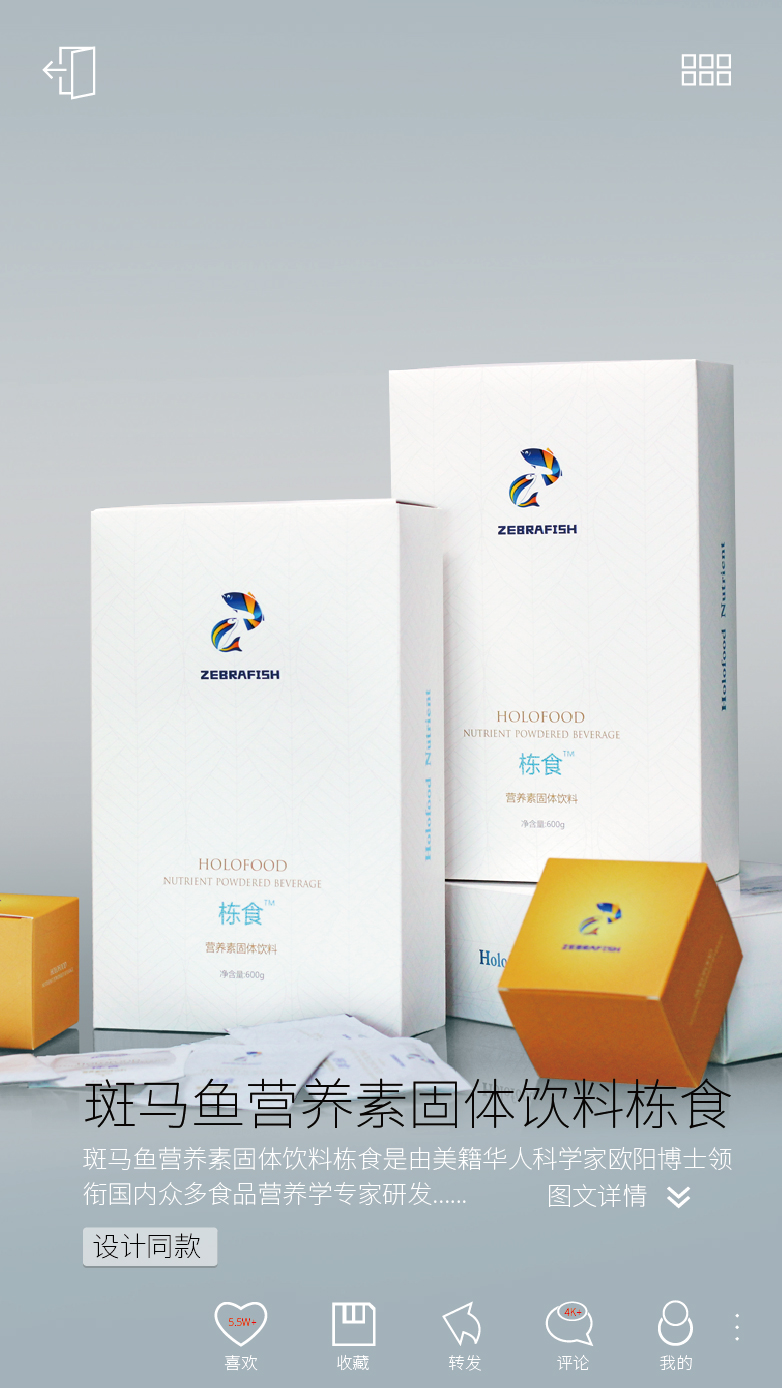 ZEBRAFISH
HOLOFOOD
NUTRIENT POWDERED BEVERAGE
栋食™
营养素固体饮料
净含量:600g
Holofood Nutrient
ZEBRAFISH
HOLOFOOD
NUTRIENT POWDERED BEVERAGE
栋食™
营养素固体饮料
净含量:600g
Holofood Nutrient
ZEBRAFISH
Holo
斑马鱼营养素固体饮料栋食
斑马鱼营养素固体饮料栋食是由美籍华人科学家欧阳博士领
衔国内众多食品营养学专家研发......
图文详情
设计同款
5.5W+
4K+
喜欢 收藏 转发 评论 我的